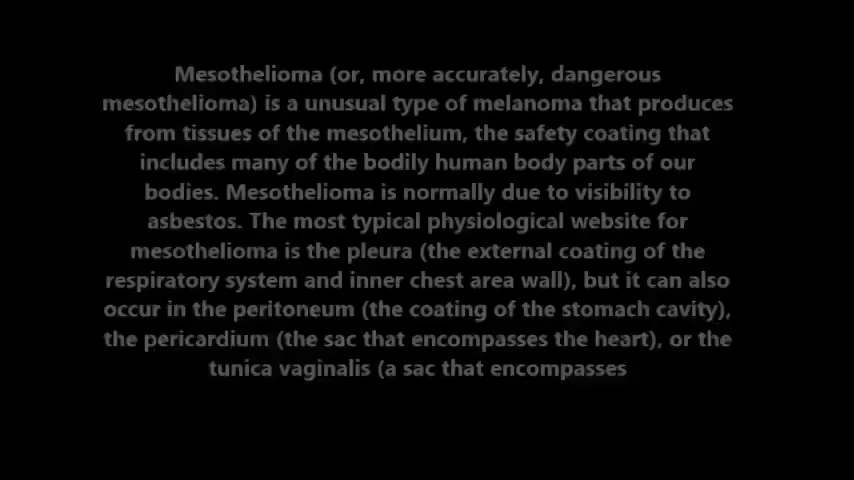 Mesothelioma (or, more accurately, dangerous
mesothelioma) is a unusual type of melanoma that produces
from tissues of the mesothelium, the safety coating that
includes many of the bodily human body parts of our
bodies. Mesothelioma is normally due to visibility to
asbestos. The most typical physiological website for
mesothelioma is the pleura (the external coating of the
respiratory system and inner chest area wall), but it can also
occur in the peritoneum (the coating of the stomach cavity),
the pericardium (the sac that encompasses the heart), or the
tunica vaginalis (a sac that encompasses